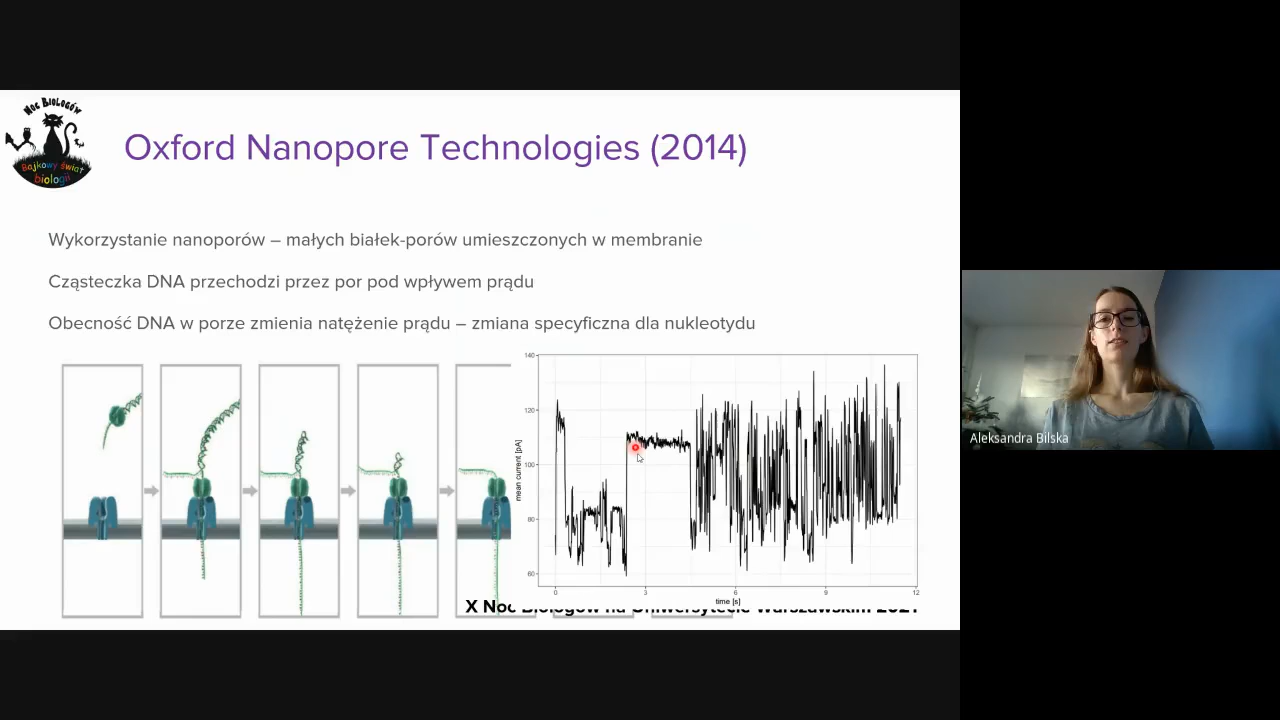 Noc Biologów
Bajkowy świat
biologii
Oxford Nanopore Technologies (2014)
Wykorzystanie nanoporów – małych białek-porów umieszczonych w membranie
Cząsteczka DNA przechodzi przez por pod wpływem prądu
Obecność DNA w porze zmienia natężenie prądu – zmiana specyficzna dla nukleotydu
140
120
100
80
60
mean current [pA]
0 3 6 9 12
time [s]
X Noc Biologów na Uniwersytecie Warszawskim 2021
Aleksandra Bilska